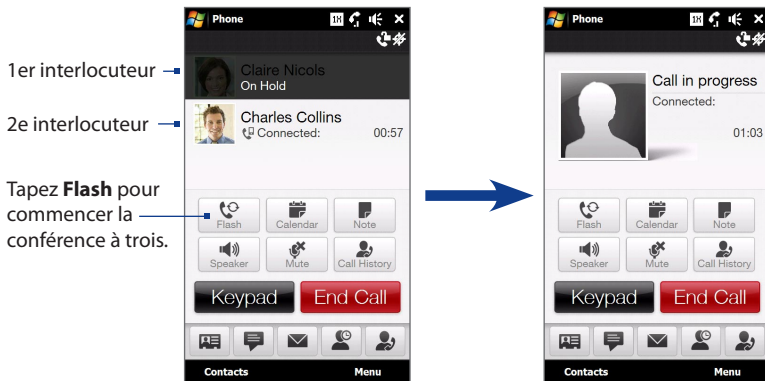 1er interlocuteur
2e interlocuteur
Tapez Flash pour
commencer la
conférence à trois.
Phone
1X
Claire Nicols
On Hold
Charles Collins
Connected: 00:57
Flash Calendar Note
Speaker Mute Call History
Keypad End Call
Contacts Menu
Phone
1X
Call in progress
Connected:
01:03
Flash Calendar Note
Speaker Mute Call History
Keypad End Call
Contacts Menu